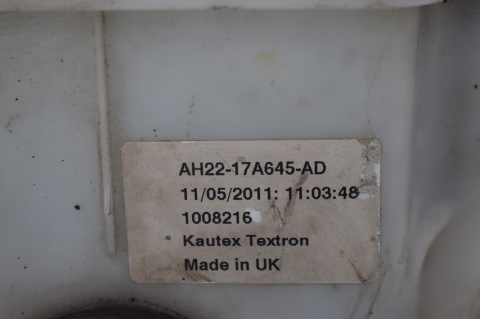 AH22-17A645-AD
11/05/2011: 11:03:48
1008216
Kautex Textron
Made in UK